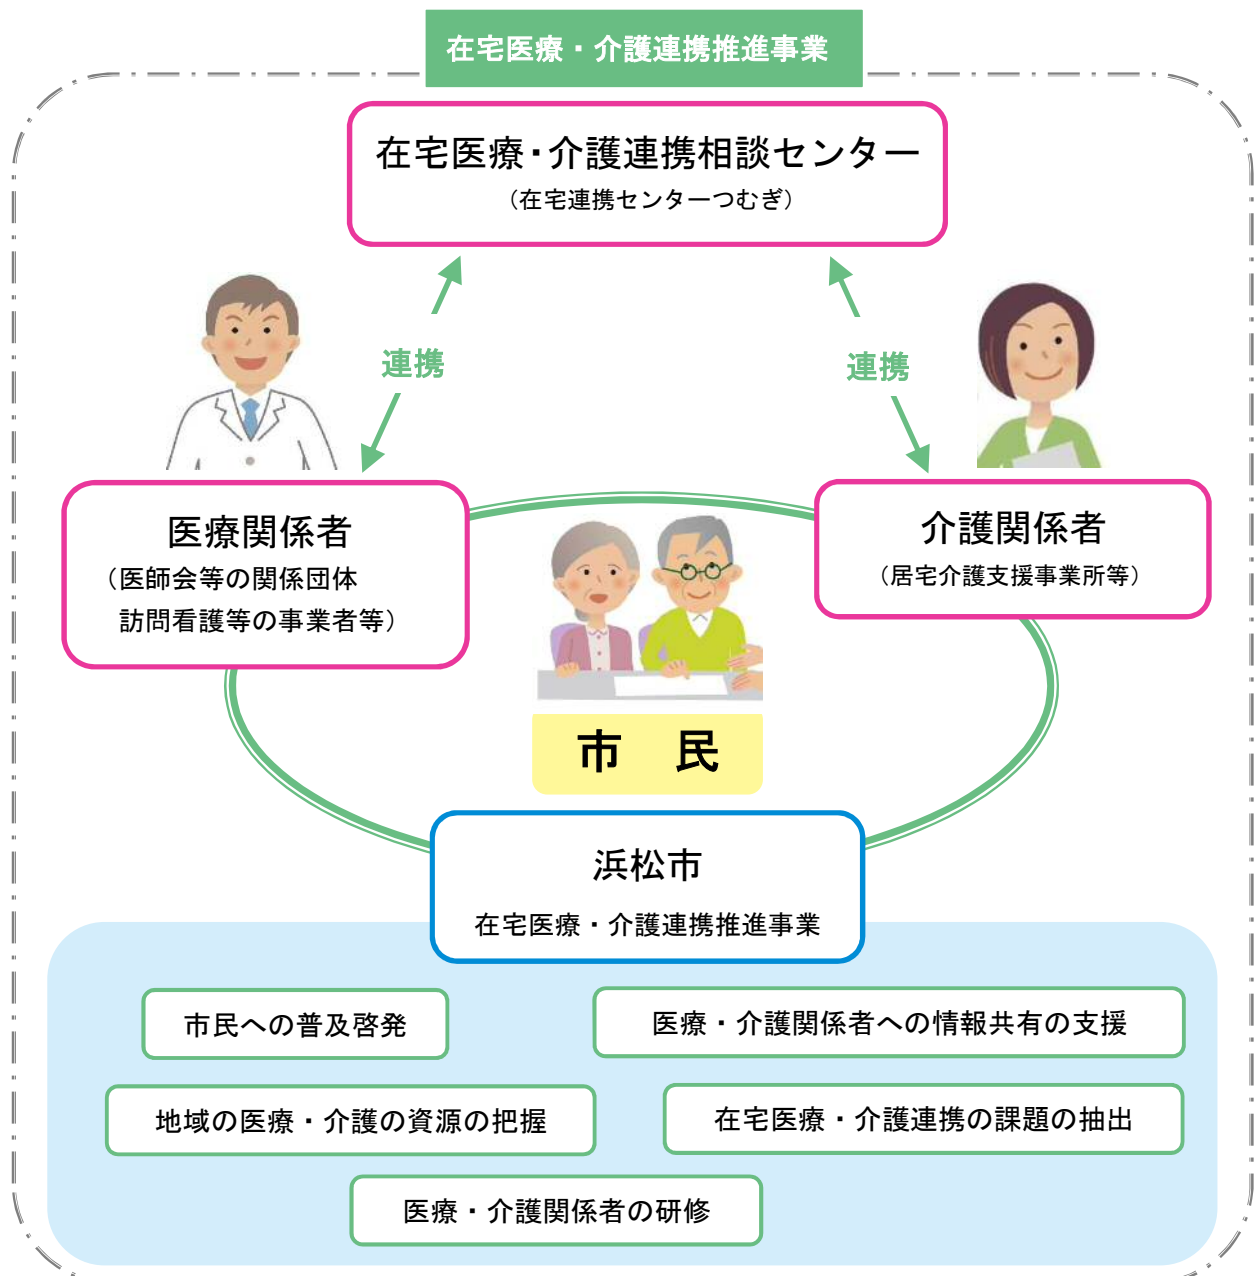 在宅医療・介護連携推進事業
在宅医療・介護連携相談センター
（在宅連携センターつむぎ）
連携
連携
医療関係者
（医師会等の関係団体
訪問看護等の事業者等）
介護関係者
（居宅介護支援事業所等）
市　民
浜松市
在宅医療・介護連携推進事業
市民への普及啓発
医療・介護関係者への情報共有の支援
地域の医療・介護の資源の把握
在宅医療・介護連携の課題の抽出
医療・介護関係者の研修